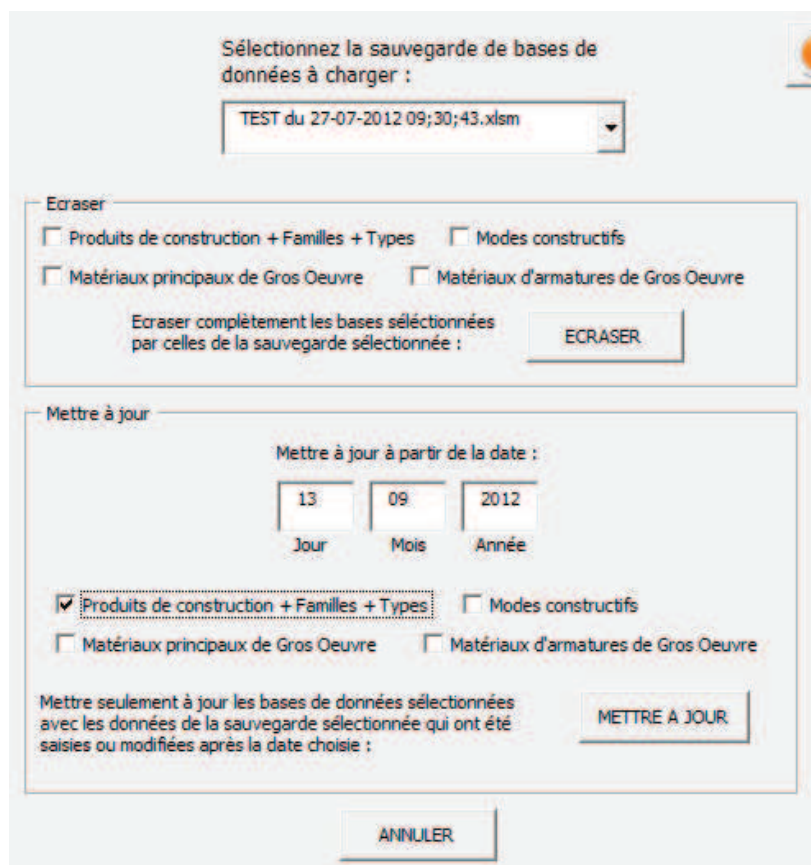 Sélectionnez la sauvegarde de bases de
données à charger :
TEST du 27-07-2012 09;30;43.xlsm
Ecraser
Produits de construction + Familles + Types Modes constructifs
Matériaux principaux de Gros Oeuvre Matériaux d'armatures de Gros Oeuvre
Ecraser complètement les bases séléctionnées
par celles de la sauvegarde sélectionnée :
ECRASER
Mettre à jour
Mettre à jour à partir de la date :
13 09 2012
Jour Mois Année
Produits de construction + Familles + Types Modes constructifs
Matériaux principaux de Gros Oeuvre Matériaux d'armatures de Gros Oeuvre
Mettre seulement à jour les bases de données sélectionnées
avec les données de la sauvegarde sélectionnée qui ont été
saisies ou modifiées après la date choisie :
METTRE A JOUR
ANNULER